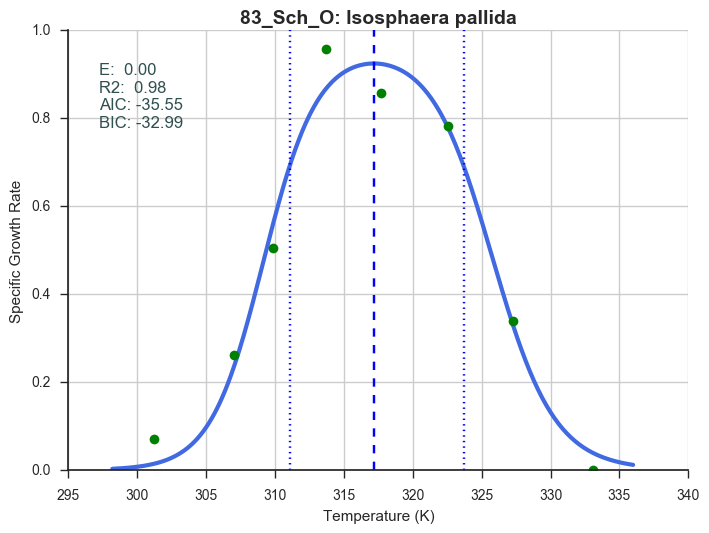 83_Sch_O: Isosphaera pallida
E:  0.00
R2:  0.98
AIC: -35.55
BIC: -32.99
Specific Growth Rate
1.0
0.8
0.6
0.4
0.2
0.0
295 300 305 310 315 320 325 330 335 340
Temperature (K)